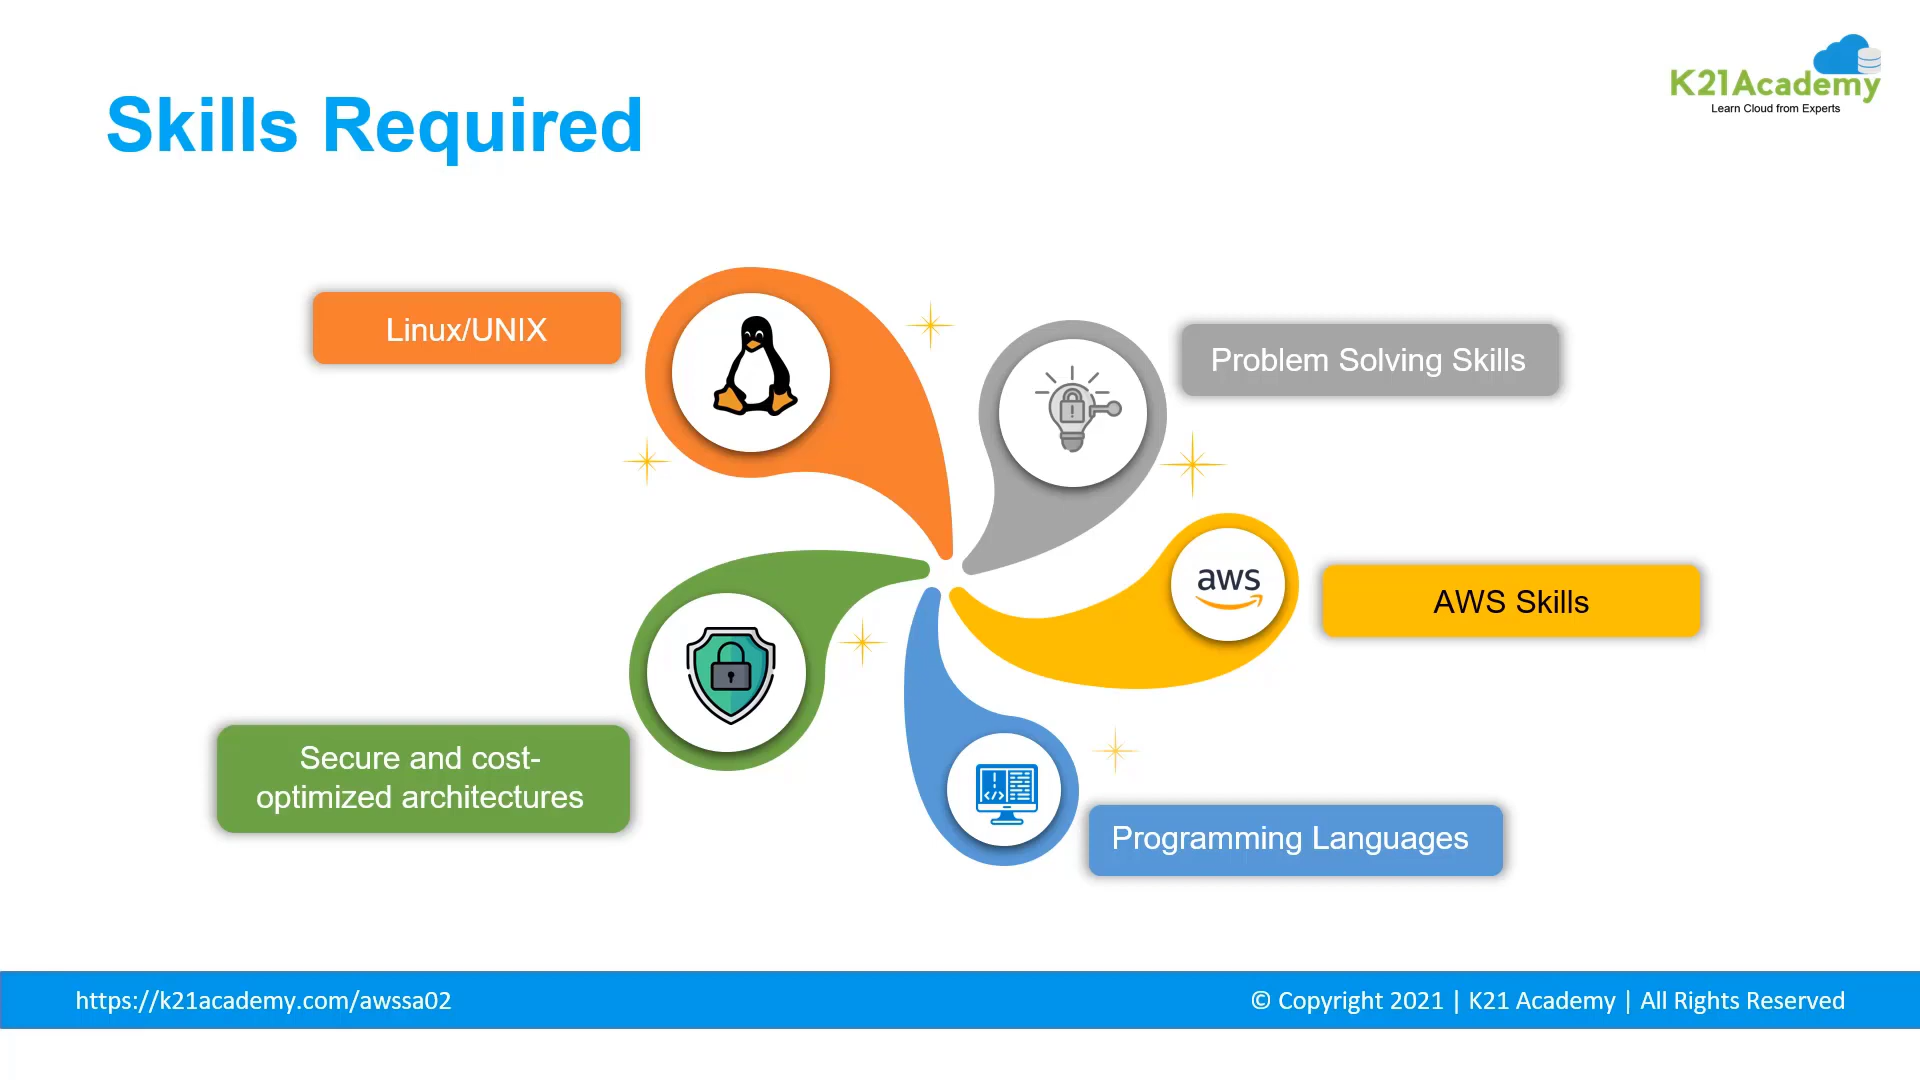 K21Academy
Learn Cloud from Experts
Skills Required
Linux/UNIX
Problem Solving Skills
aws
AWS Skills
Secure and cost-
optimized architectures
</>
Programming Languages
https://k21academy.com/awssa02
© Copyright 2021 | K21 Academy | All Rights Reserved